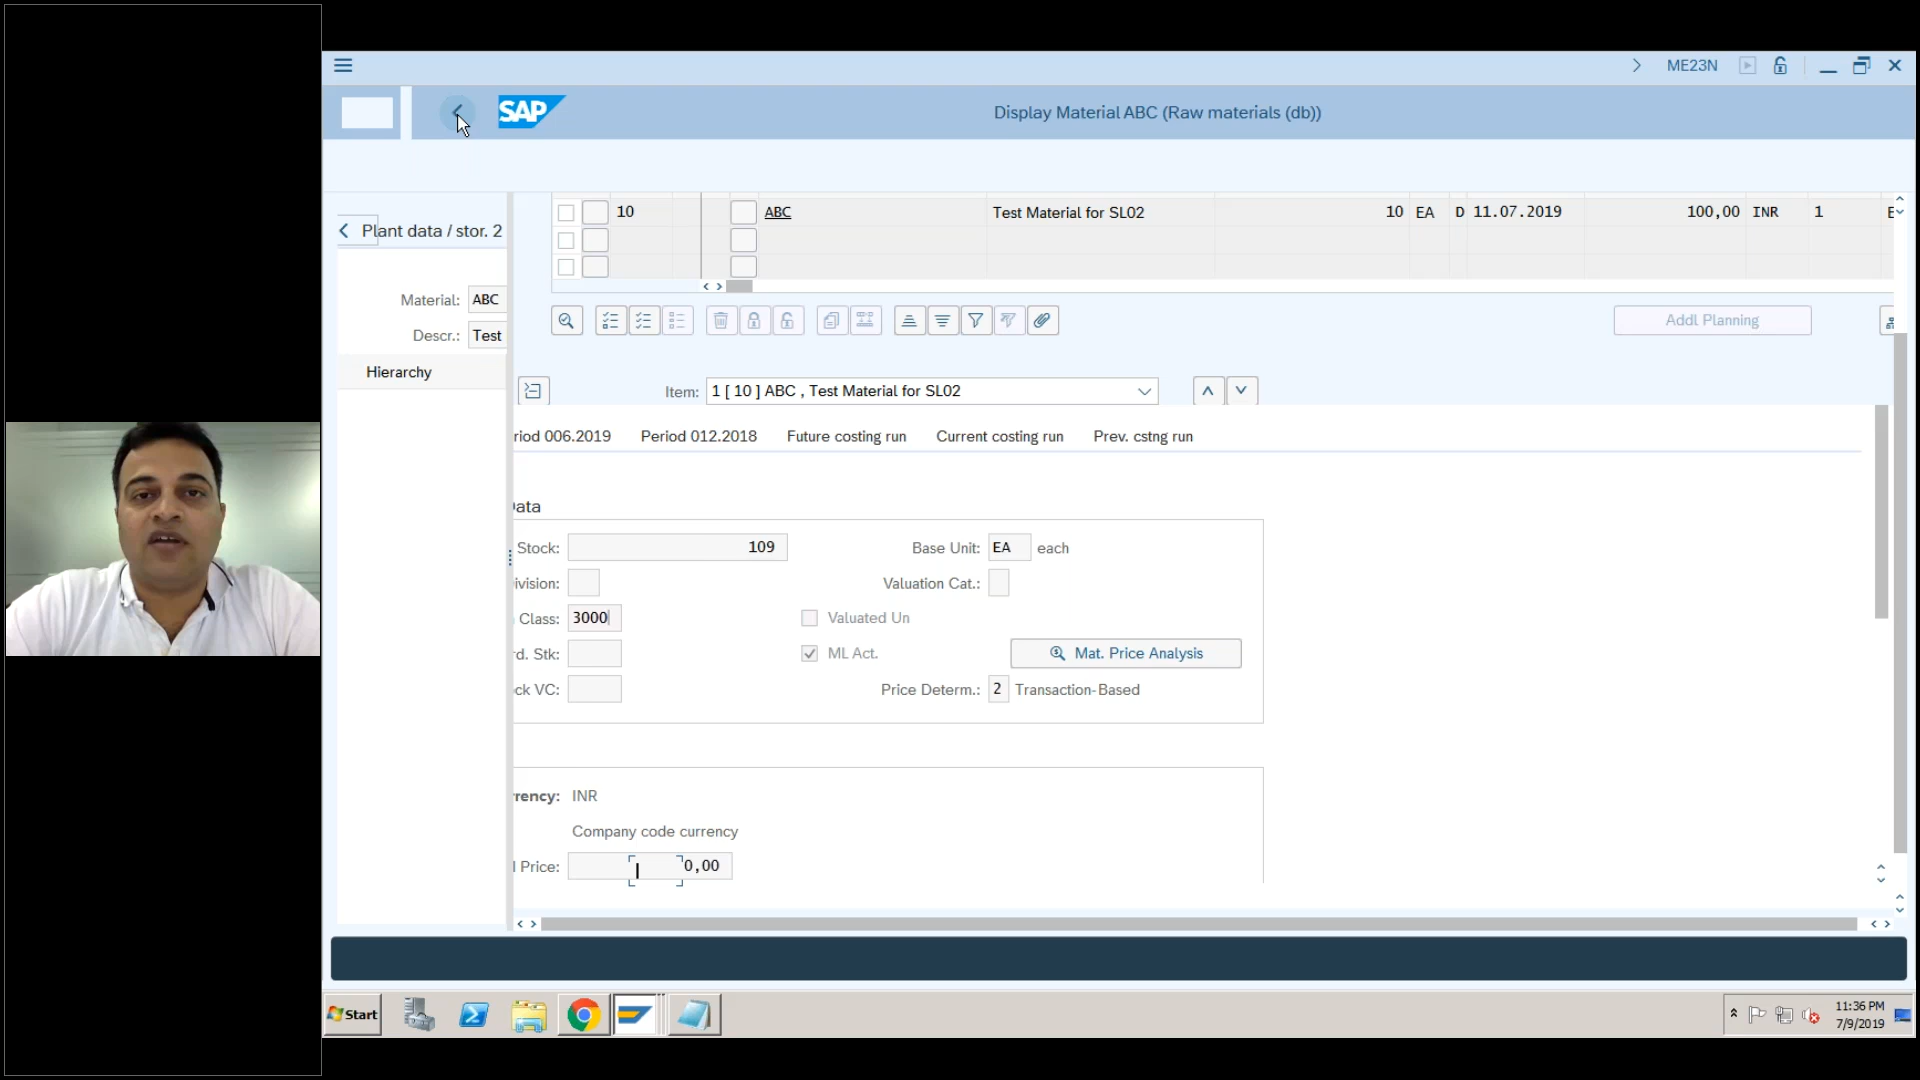 ME23N
SAP
Display Material ABC (Raw materials (db))
Plant data / stor. 2
Material: ABC
Descr.: Test
Hierarchy
10 ABC Test Material for SL02 10 EA D 11.07.2019 100,00 INR 1 E
Addl Planning
Item: 1 [ 10 ] ABC , Test Material for SL02
riod 006.2019 Period 012.2018 Future costing run Current costing run Prev. cstng run
Data
Stock: 109 Base Unit: EA each
ivision: Valuation Cat.:
Class: 3000 Valuated Un
rd. Stk: ML Act. Mat. Price Analysis
ck VC: Price Determ.: 2 Transaction-Based
rency: INR
Company code currency
Price: 0,00
Start
11:36 PM
7/9/2019